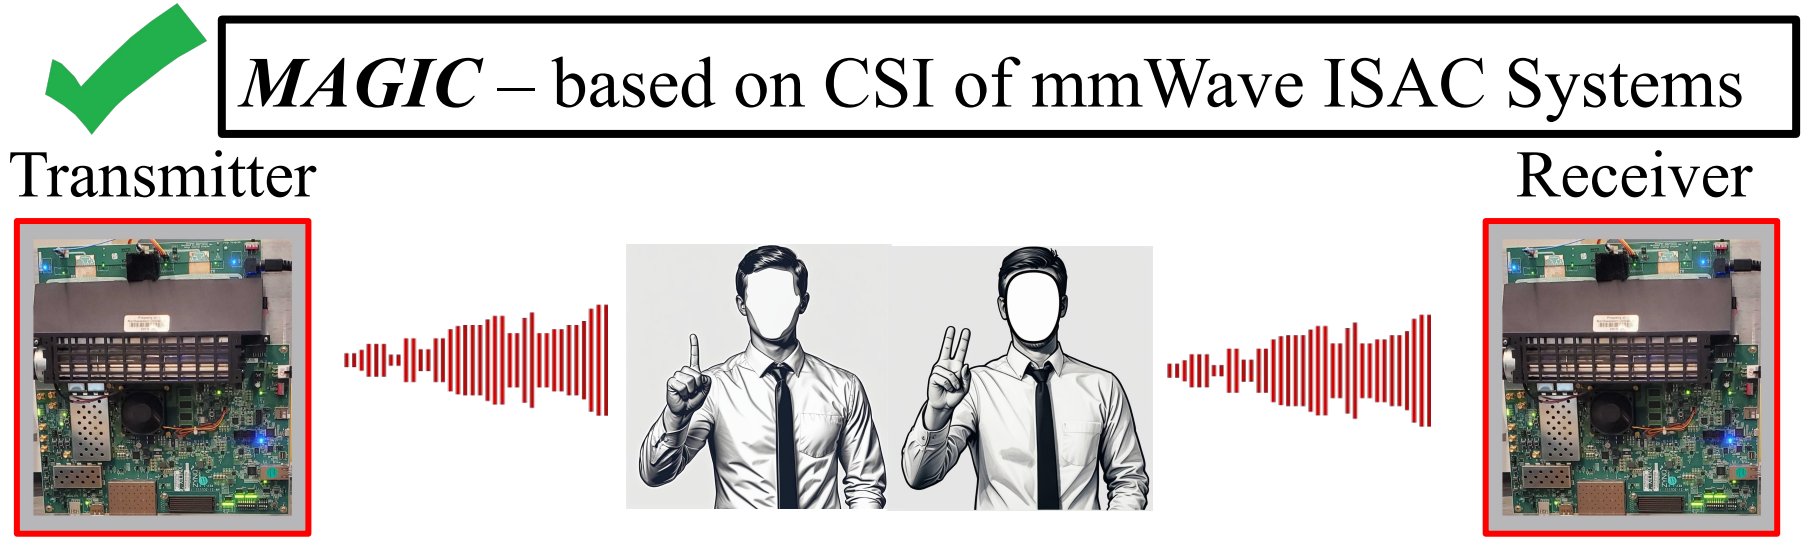 MAGIC – based on CSI of mmWave ISAC Systems
Transmitter
Receiver